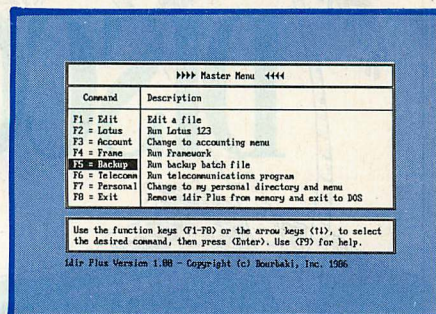 ►►►► Master Menu ◄◄◄◄
Command Description
F1 = Edit Edit a file
F2 = Lotus Run Lotus 123
F3 = Account Change to accounting menu
F4 = Frame Run Framework
F5 = Backup Run backup batch file
F6 = Telecomm Run telecommunications program
F7 = Personal Change to my personal directory and menu
F8 = Exit Remove 1dir Plus from memory and exit to DOS
Use the function keys <F1-F8> or the arrow keys <↑↓>, to select
the desired command, then press <Enter>. Use <F9> for help.
1dir Plus Version 1.00 - Copyright (c) Bourbaki, Inc. 1986